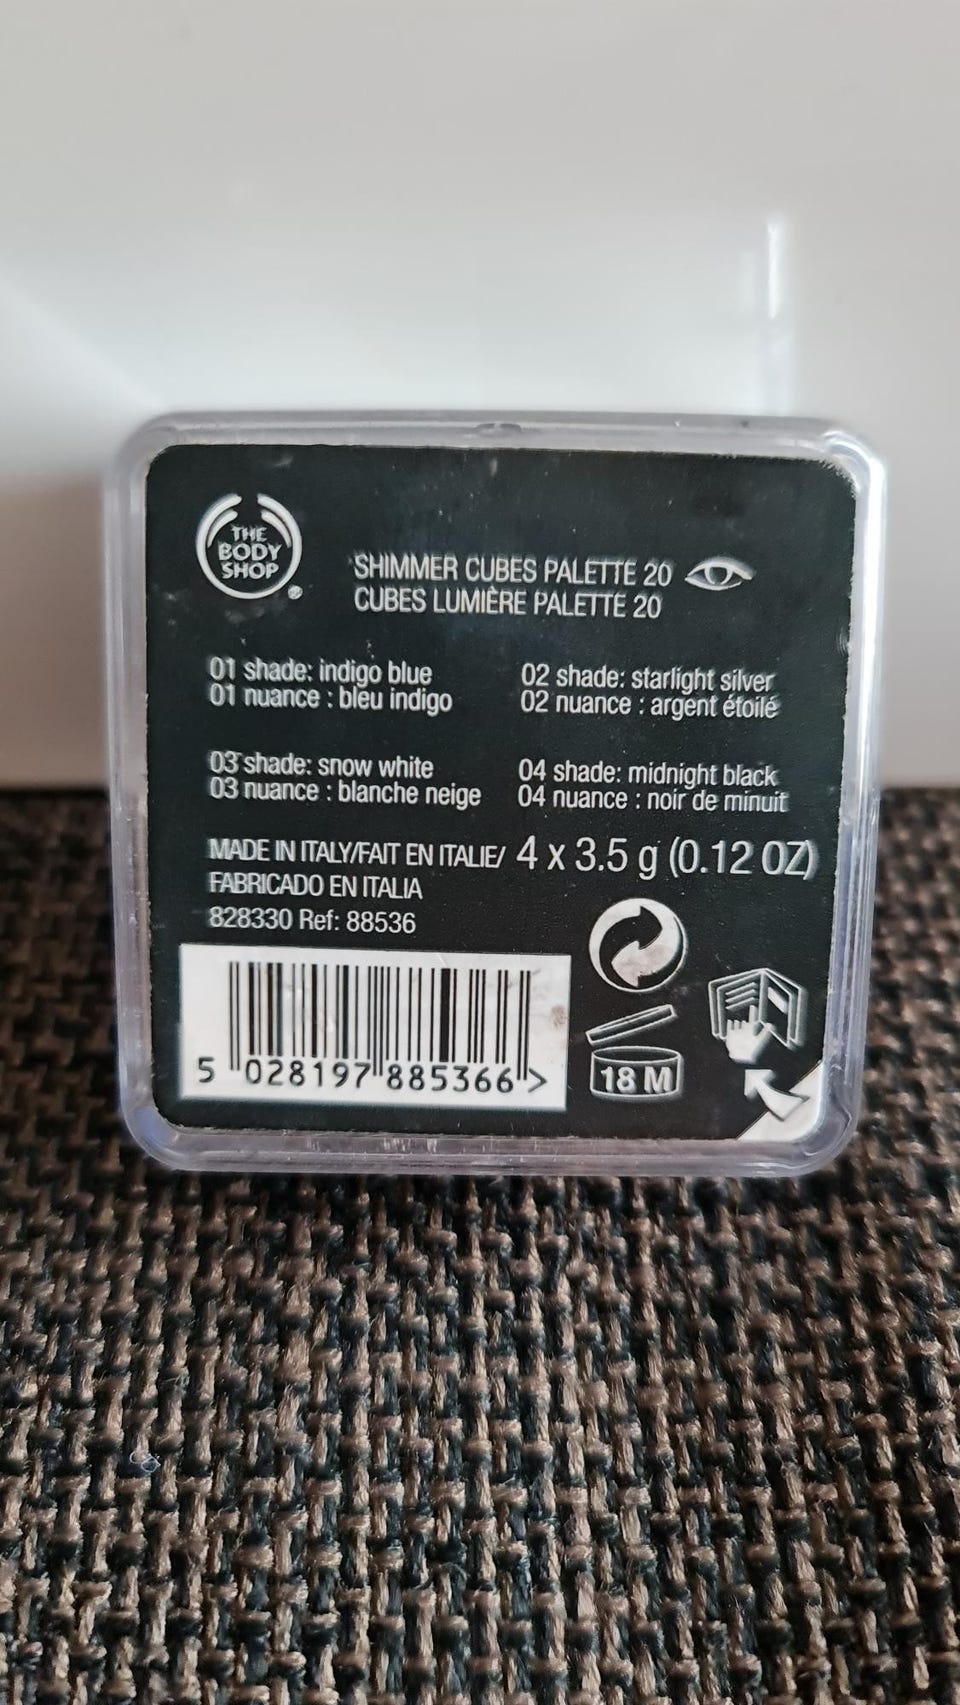 THE
BODY
SHOP
®
SHIMMER CUBES PALETTE 20
CUBES LUMIÈRE PALETTE 20
01 shade: indigo blue
01 nuance : bleu indigo
02 shade: starlight silver
02 nuance : argent étoilé
03 shade: snow white
03 nuance : blanche neige
04 shade: midnight black
04 nuance : noir de minuit
MADE IN ITALY/FAIT EN ITALIE/ 4 x 3.5 g (0.12 OZ)
FABRICADO EN ITALIA
828330 Ref: 88536
5 028197 885366 >
18 M